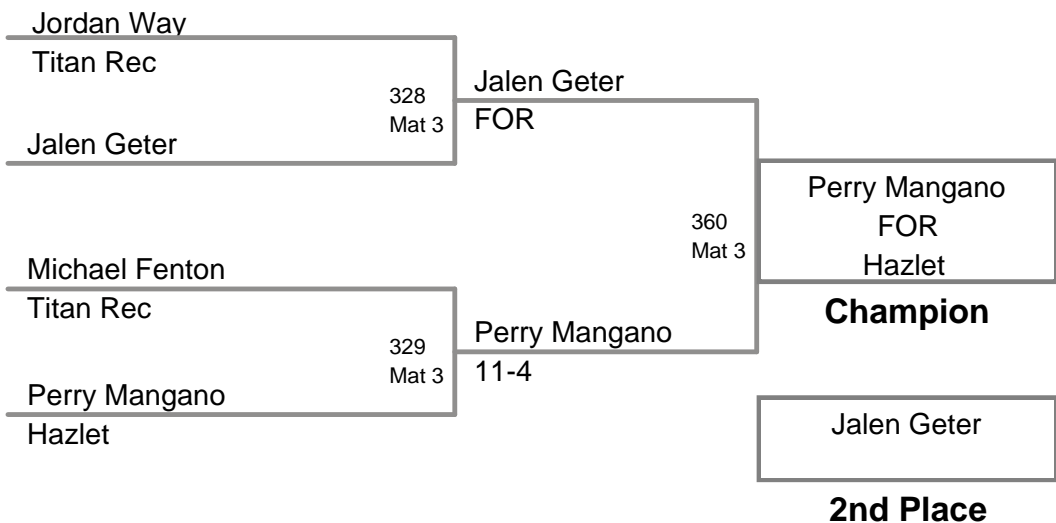 Jordan Way
Titan Rec
328
Mat 3
Jalen Geter
Jalen Geter
FOR
Michael Fenton
Titan Rec
329
Mat 3
Perry Mangano
Hazlet
Perry Mangano
11-4
360
Mat 3
Perry Mangano
FOR
Hazlet
Champion
Jalen Geter
2nd Place